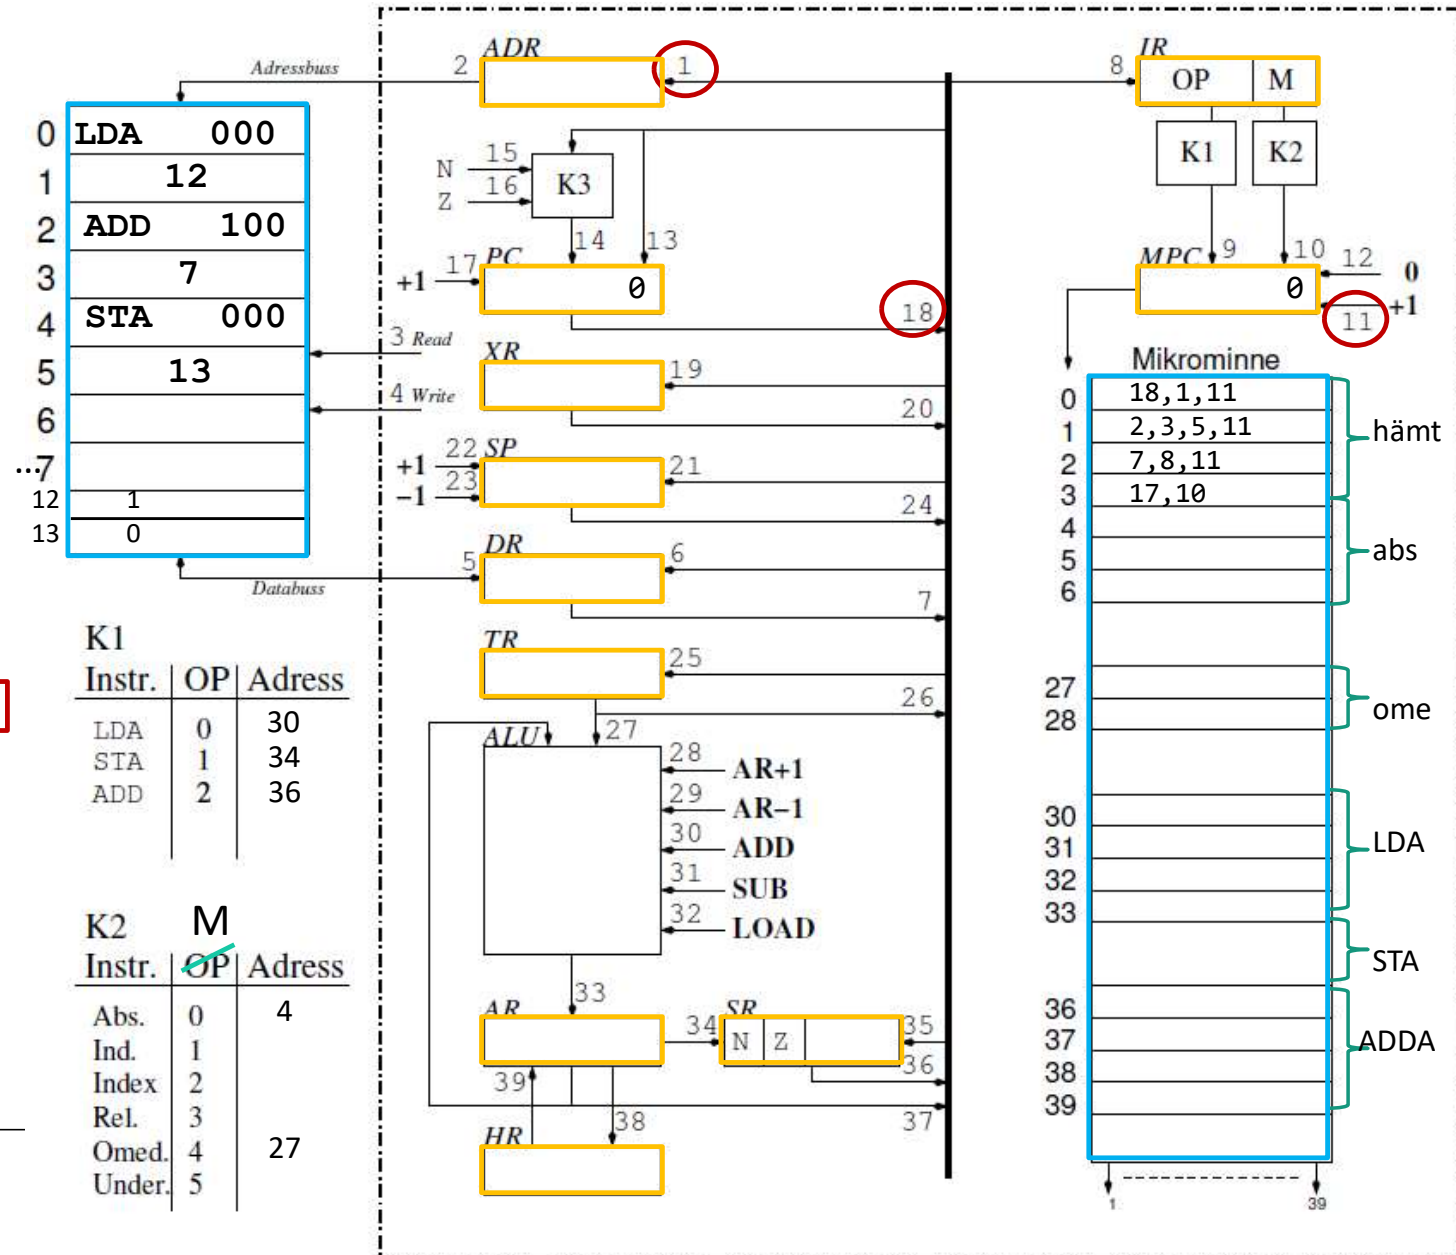 Adressbuss
0 LDA 000
1 12
2 ADD 100
3 7
4 STA 000
5 13
6
...7
12 1
13 0
Databuss
K1
Instr. OP Adress
LDA 0 30
STA 1 34
ADD 2 36
K2 M
Instr. OP Adress
Abs. 0 4
Ind. 1
Index 2
Rel. 3
Omed. 4 27
Under. 5
ADR
2 1
N 15
Z 16
K3
14 13
PC
+1 17 0 18
3 Read
4 Write
XR
19
20
SP
+1 22
-1 23
21
24
DR
5 6
7
TR
25
26
27
ALU
28 AR+1
29 AR−1
30 ADD
31 SUB
32 LOAD
33
AR
34
SR
N Z
35
36
37
39 38
HR
8
IR
OP M
K1 K2
9 10
MPC
0
12 0
11 +1
Mikrominne
0 18,1,11
1 2,3,5,11
2 7,8,11
3 17,10
4
5
6
27
28
30
31
32
33
36
37
38
39
hämt
abs
ome
LDA
STA
ADDA
1 39